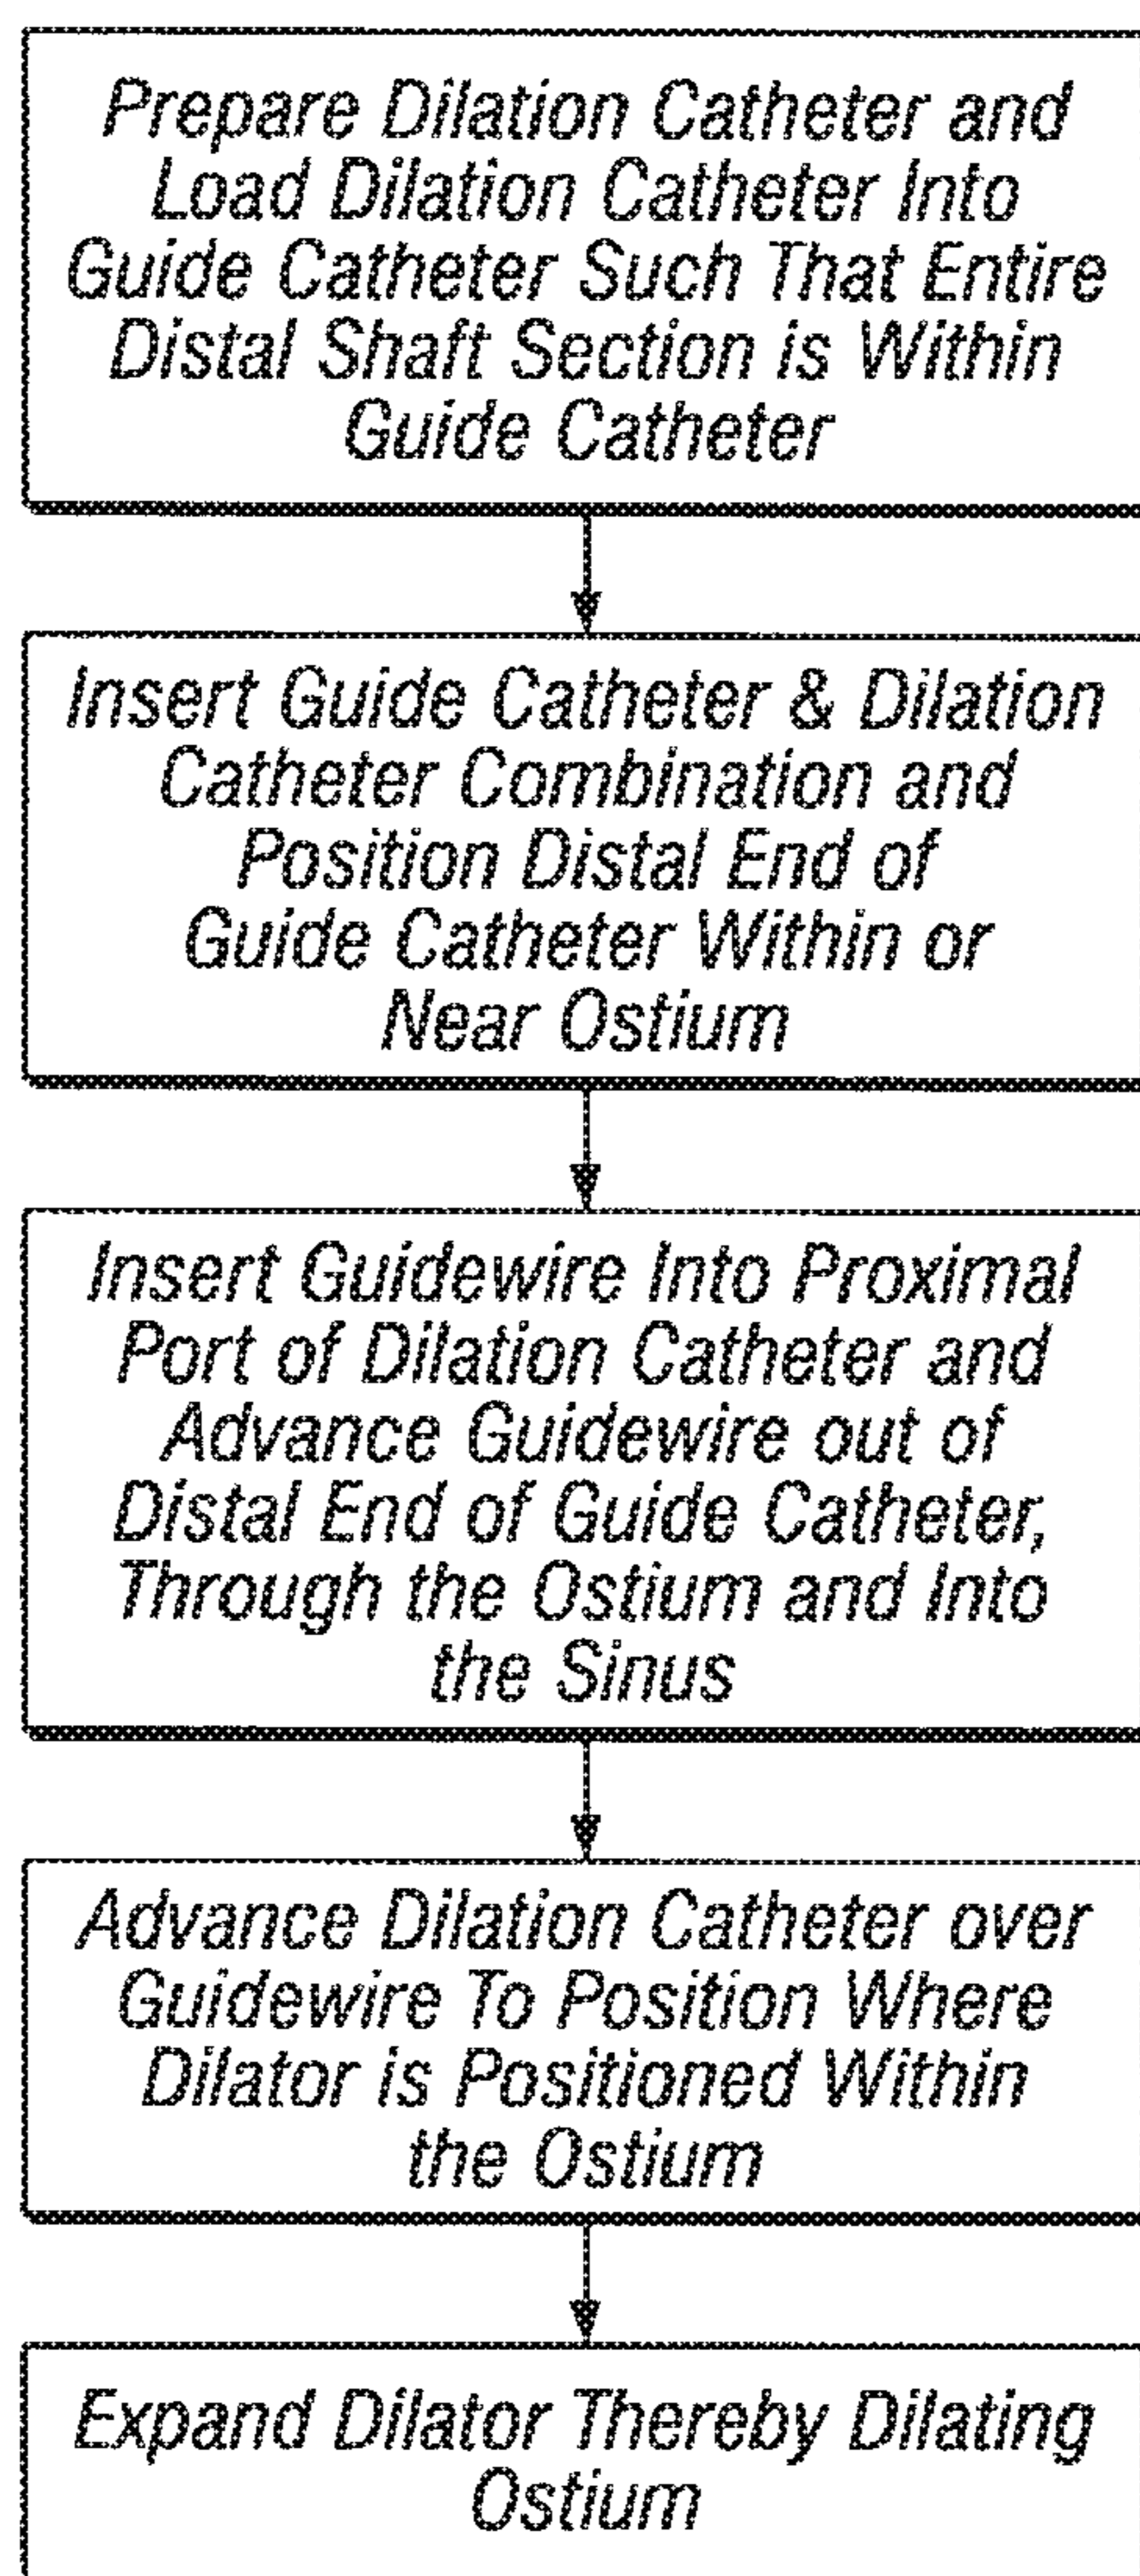 Prepare Dilation Catheter and
Load Dilation Catheter Into
Guide Catheter Such That Entire
Distal Shaft Section is Within
Guide Catheter
Insert Guide Catheter & Dilation
Catheter Combination and
Position Distal End of
Guide Catheter Within or
Near Ostium
Insert Guidewire Into Proximal
Port of Dilation Catheter and
Advance Guidewire out of
Distal End of Guide Catheter,
Through the Ostium and Into
the Sinus
Advance Dilation Catheter over
Guidewire To Position Where
Dilator is Positioned Within
the Ostium
Expand Dilator Thereby Dilating
Ostium